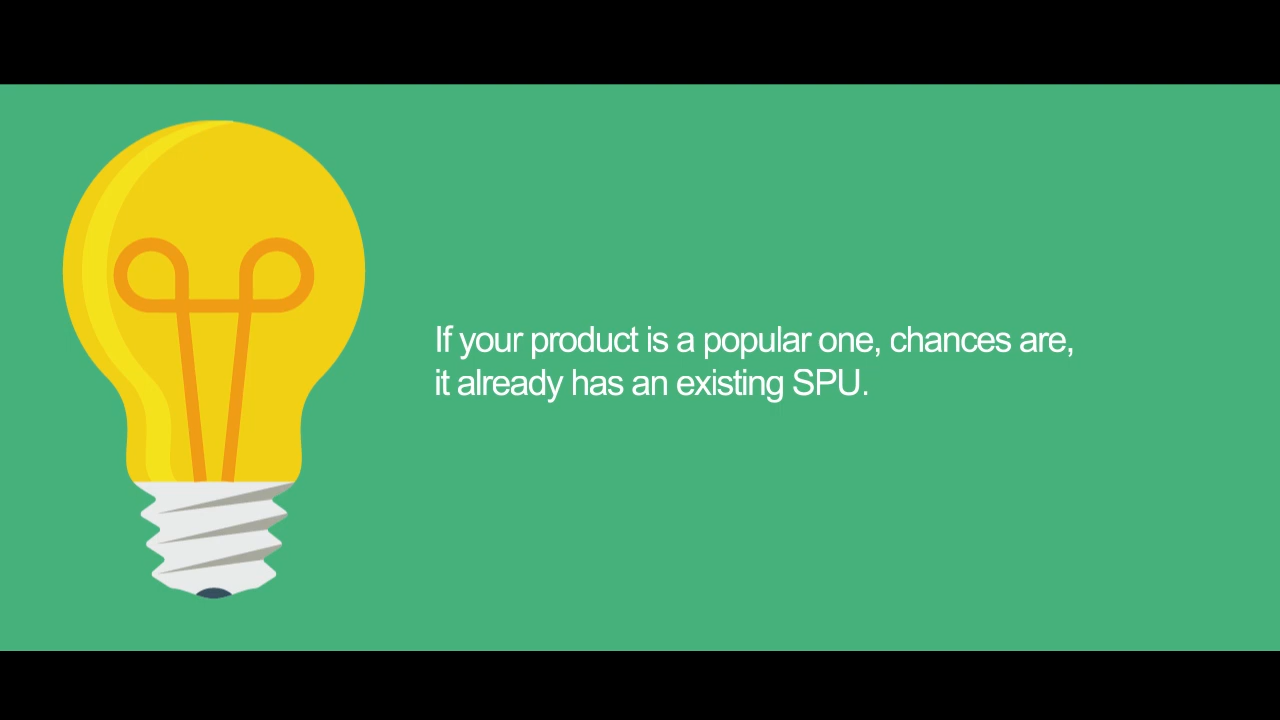 If your product is a popular one, chances are,
it already has an existing SPU.